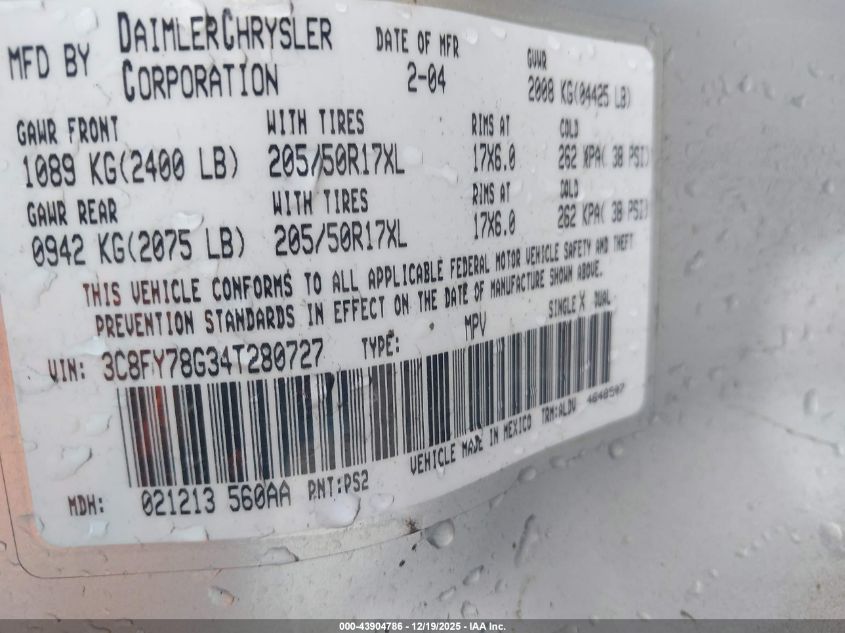 MFD BY DAIMLERCHRYSLER CORPORATION DATE OF MFR 2-04 GVWR 2008 KG(04425 LB)
GAWR FRONT WITH TIRES RIMS AT COLD
1089 KG(2400 LB) 205/50R17XL 17X6.0 262 KPA( 38 PSI)
GAWR REAR WITH TIRES RIMS AT COLD
0942 KG(2075 LB) 205/50R17XL 17X6.0 262 KPA( 38 PSI)
THIS VEHICLE CONFORMS TO ALL APPLICABLE FEDERAL MOTOR VEHICLE SAFETY AND THEFT
PREVENTION STANDARDS IN EFFECT ON THE DATE OF MANUFACTURE SHOWN ABOVE.
VIN: 3C8FY78G34T280727 TYPE: MPV SINGLE X DUAL
VEHICLE MADE IN MEXICO TRM:ALDV 4648507
MDH: 021213 560AA PNT:PS2
000-43904786 - 12/19/2025 - IAA Inc.